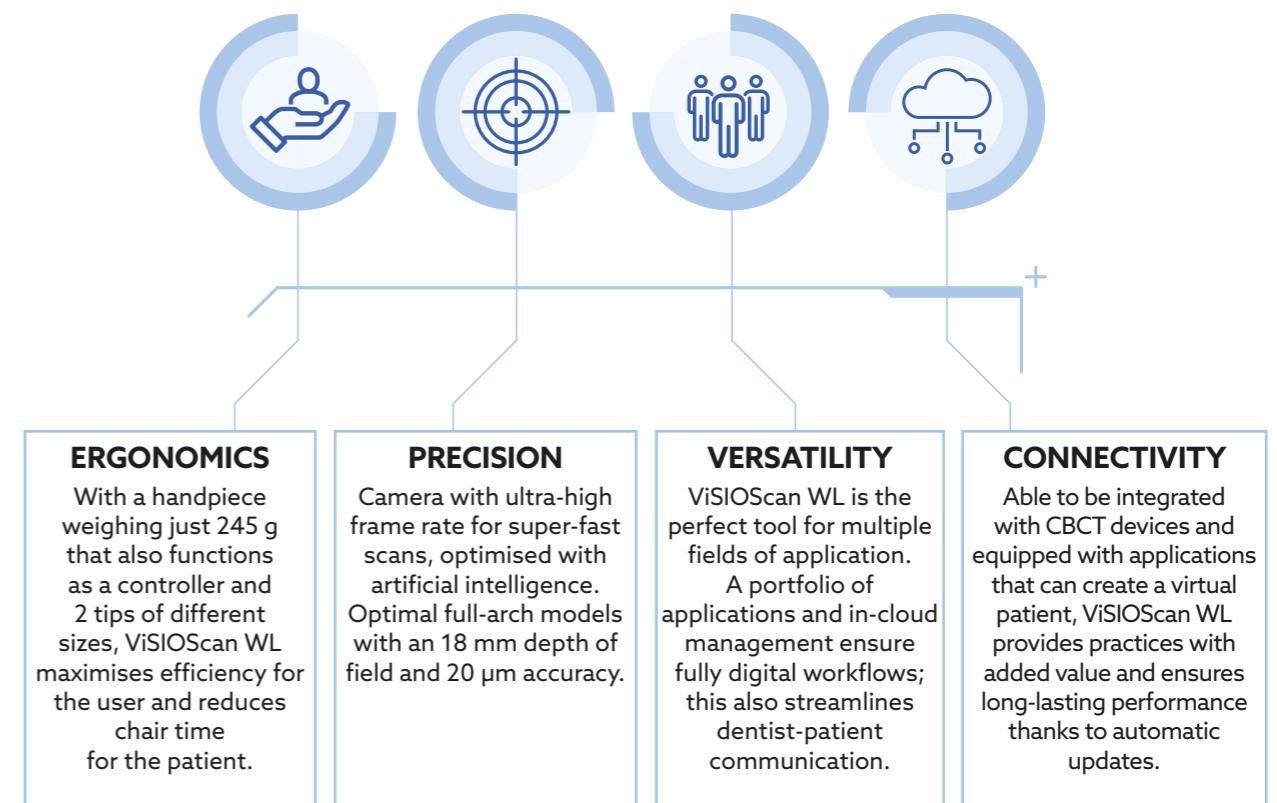 ERGONOMICS
With a handpiece
weighing just 245 g
that also functions
as a controller and
2 tips of different
sizes, ViSIOScan WL
maximises efficiency for
the user and reduces
chair time
for the patient.
PRECISION
Camera with ultra-high
frame rate for super-fast
scans, optimised with
artificial intelligence.
Optimal full-arch models
with an 18 mm depth of
field and 20 µm accuracy.
VERSATILITY
ViSIOScan WL is the
perfect tool for multiple
fields of application.
A portfolio of
applications and in-cloud
management ensure
fully digital workflows;
this also streamlines
dentist-patient
communication.
CONNECTIVITY
Able to be integrated
with CBCT devices and
equipped with applications
that can create a virtual
patient, ViSIOScan WL
provides practices with
added value and ensures
long-lasting performance
thanks to automatic
updates.